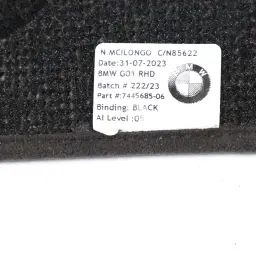 N.MCILONGO C/N85622
Date:31-07-2023
BMW G01 RHD
Batch # 222/23
Part #:7445685-06
Binding: BLACK
AI Level :05
BMW